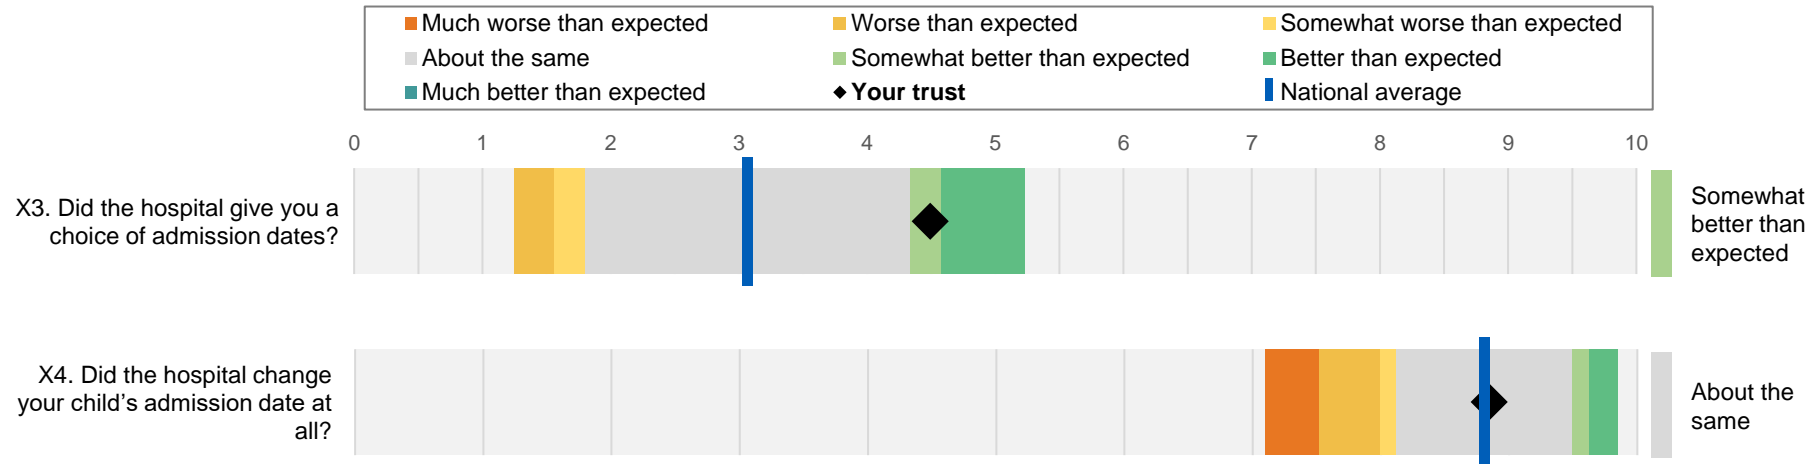 Much worse than expected
Worse than expected
Somewhat worse than expected
About the same
Somewhat better than expected
Better than expected
Much better than expected
Your trust
National average
0 1 2 3 4 5 6 7 8 9 10
X3. Did the hospital give you a
choice of admission dates?
Somewhat
better than
expected
X4. Did the hospital change
your child’s admission date at
all?
About the
same